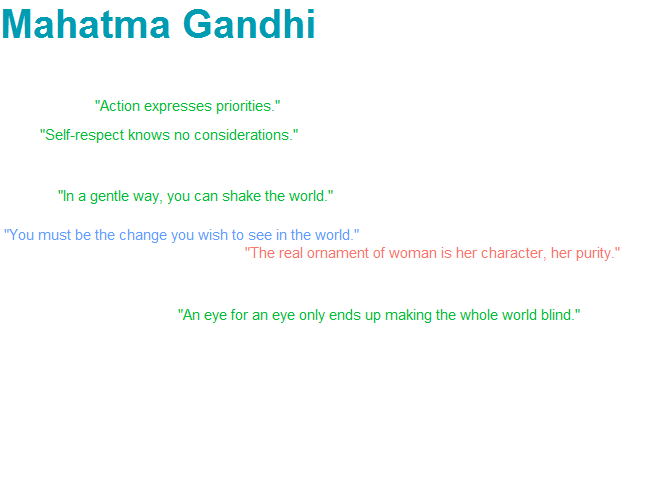 Mahatma Gandhi
"Action expresses priorities."
"Self-respect knows no considerations."
"In a gentle way, you can shake the world."
"You must be the change you wish to see in the world."
"The real ornament of woman is her character, her purity."
"An eye for an eye only ends up making the whole world blind."